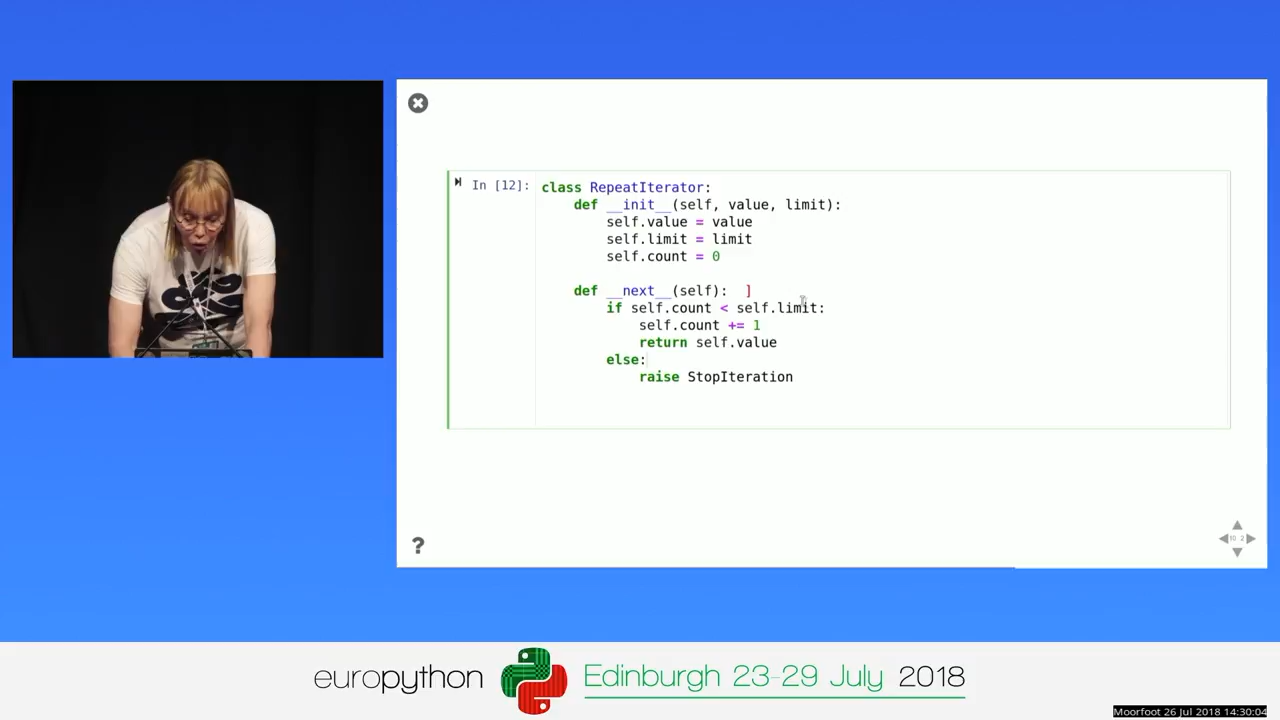 In [12]:
class RepeatIterator:
def __init__(self, value, limit):
self.value = value
self.limit = limit
self.count = 0
def __next__(self): ]
if self.count < self.limit:
self.count += 1
return self.value
else:
raise StopIteration
?
10 2
europython
Edinburgh 23-29 July 2018
Moorfoot 26 Jul 2018 14:30:04